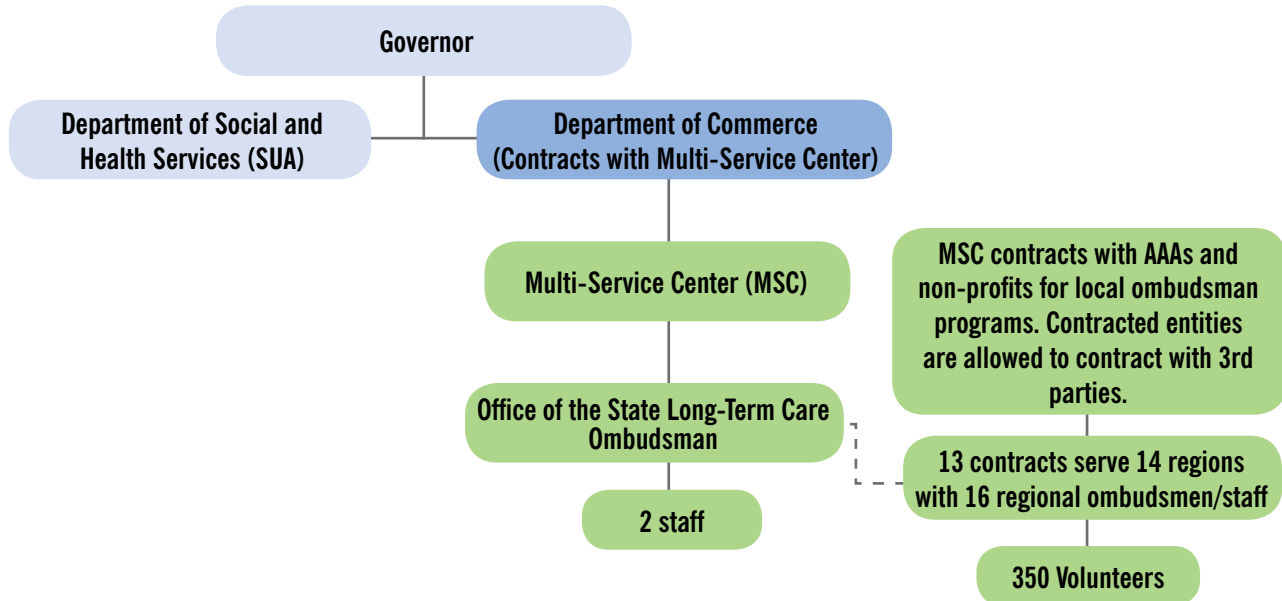 Governor
Department of Social and
Health Services (SUA)
Department of Commerce
(Contracts with Multi-Service Center)
Multi-Service Center (MSC)
MSC contracts with AAAs and
non-profits for local ombudsman
programs. Contracted entities
are allowed to contract with 3rd
parties.
Office of the State Long-Term Care
Ombudsman
13 contracts serve 14 regions
with 16 regional ombudsmen/staff
2 staff
350 Volunteers